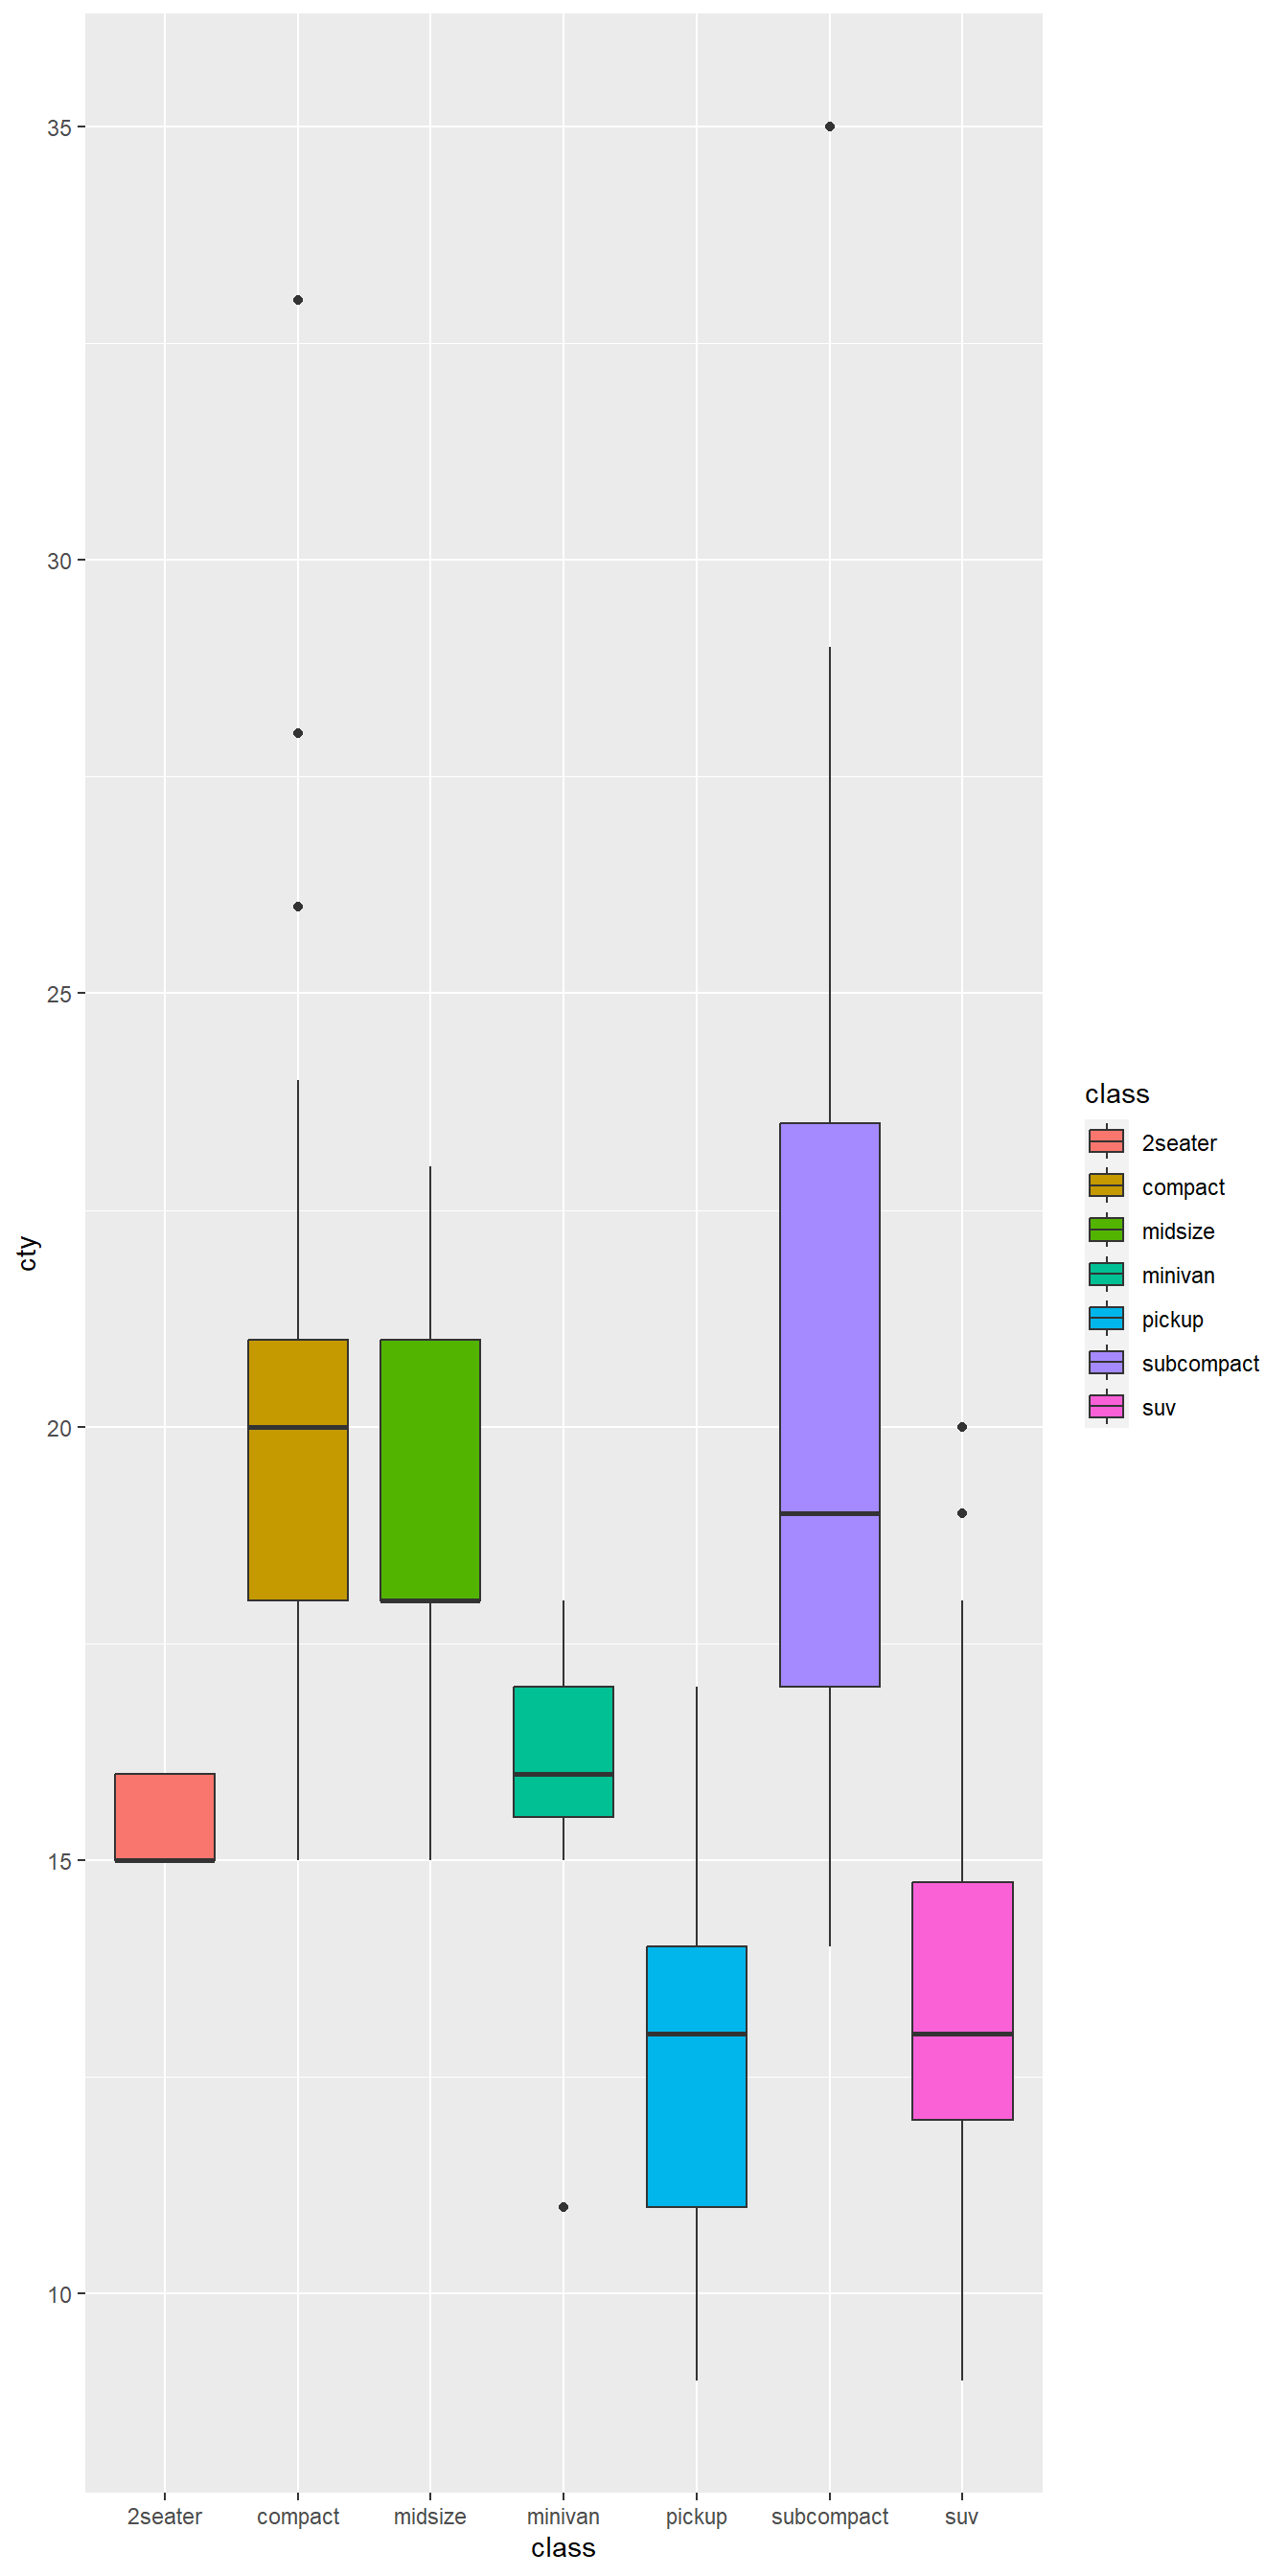 35
30
25
20
15
10
cty
2seater compact midsize minivan pickup subcompact suv
class
class
2seater
compact
midsize
minivan
pickup
subcompact
suv